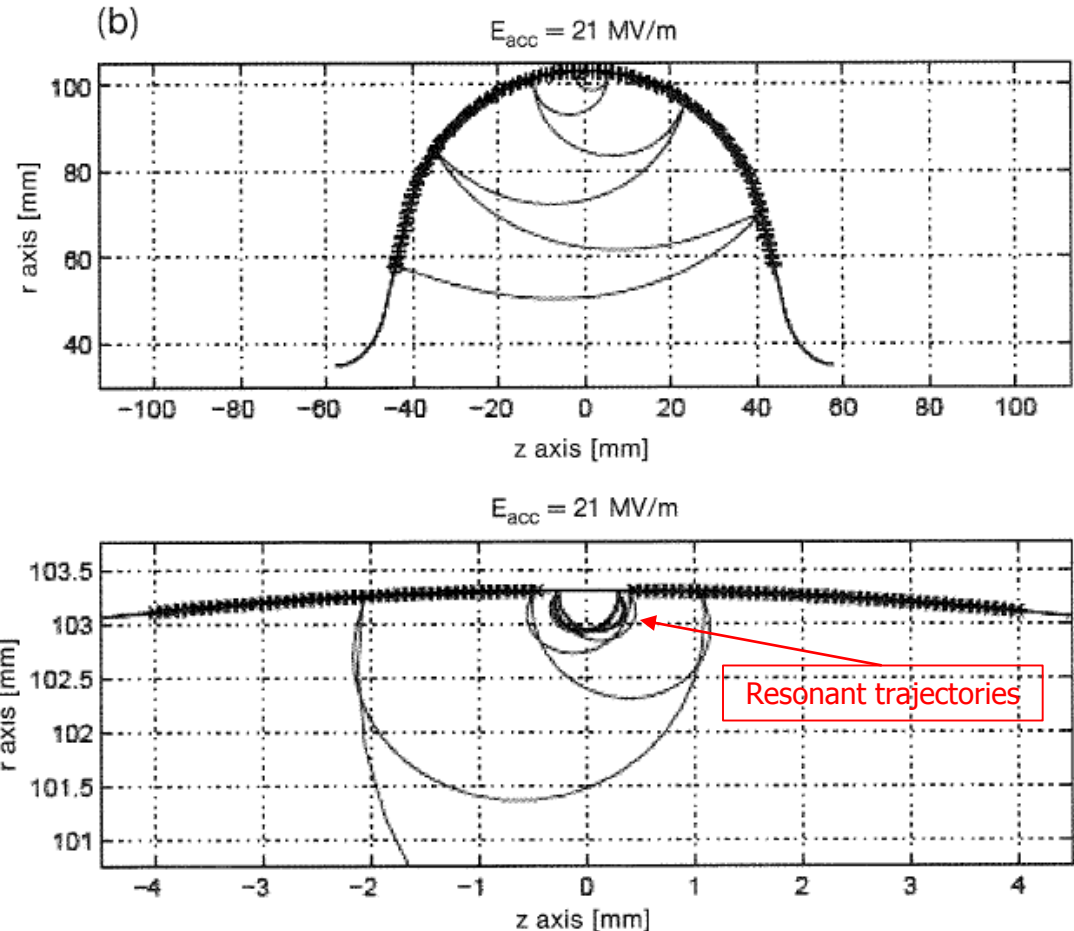 (b)
E_acc = 21 MV/m
100
80
60
40
r axis [mm]
−100 −80 −60 −40 −20 0 20 40 60 80 100
z axis [mm]
E_acc = 21 MV/m
103.5
103
102.5
102
101.5
101
r axis [mm]
Resonant trajectories
−4 −3 −2 −1 0 1 2 3 4
z axis [mm]